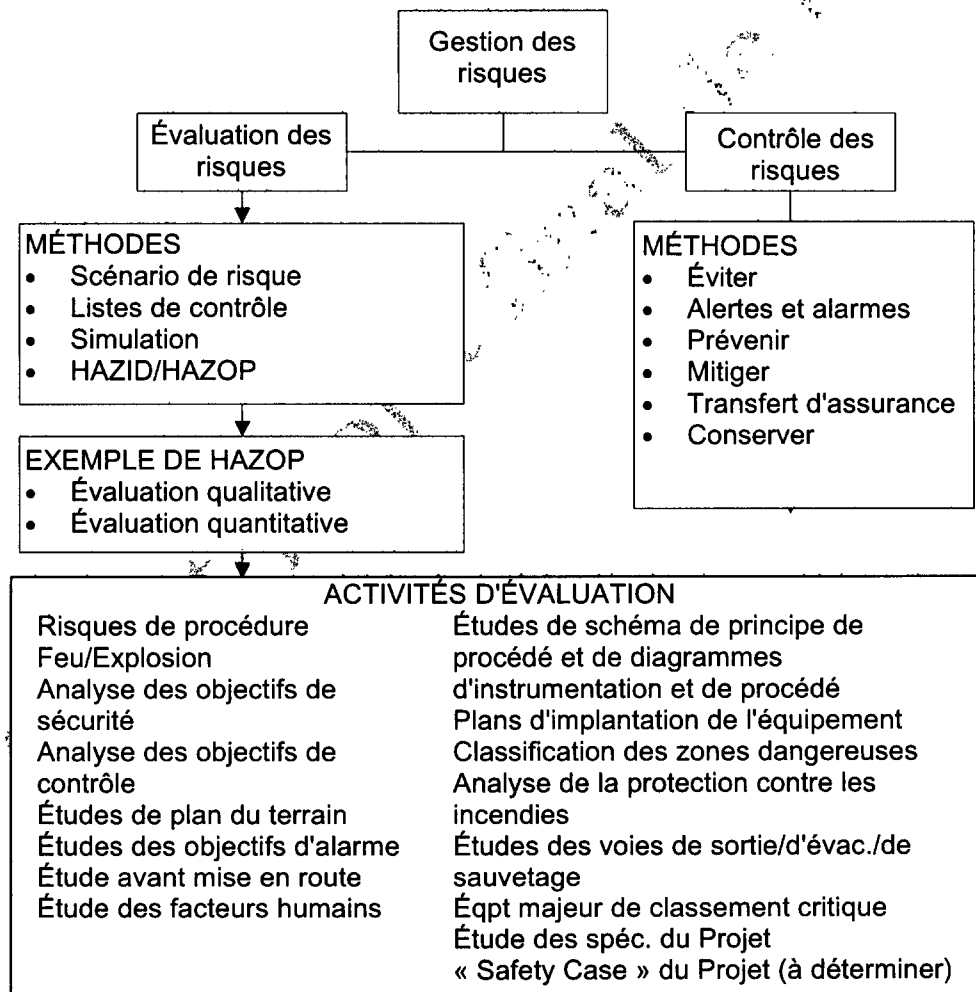 Gestion des
risques
Évaluation des
risques
Contrôle des
risques
MÉTHODES
• Scénario de risque
• Listes de contrôle
• Simulation
• HAZID/HAZOP
MÉTHODES
• Éviter
• Alertes et alarmes
• Prévenir
• Mitiger
• Transfert d'assurance
• Conserver
EXEMPLE DE HAZOP
• Évaluation qualitative
• Évaluation quantitative
ACTIVITÉS D'ÉVALUATION
Risques de procédure
Feu/Explosion
Analyse des objectifs de
sécurité
Analyse des objectifs de
contrôle
Études de plan du terrain
Études des objectifs d'alarme
Étude avant mise en route
Étude des facteurs humains
Études de schéma de principe de
procédé et de diagrammes
d'instrumentation et de procédé
Plans d'implantation de l'équipement
Classification des zones dangereuses
Analyse de la protection contre les
incendies
Études des voies de sortie/d'évac./de
sauvetage
Éqpt majeur de classement critique
Étude des spéc. du Projet
« Safety Case » du Projet (à déterminer)